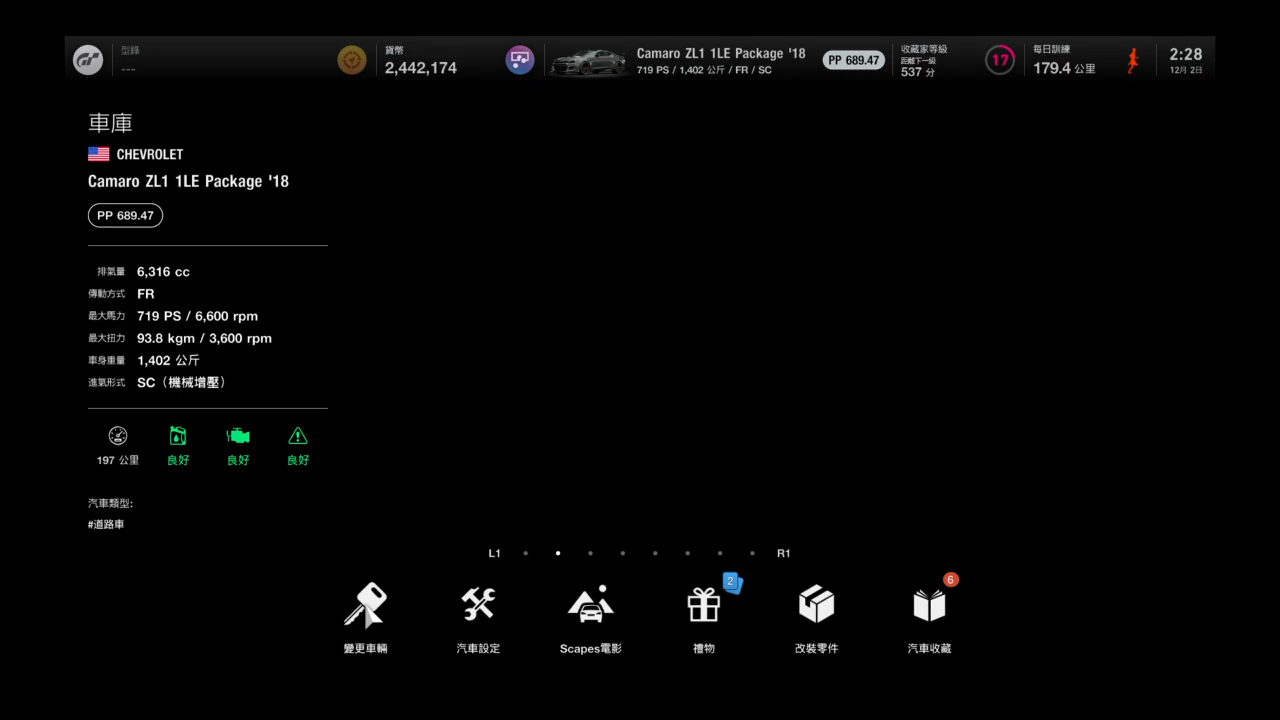 型錄
---
貨幣
2,442,174
Camaro ZL1 1LE Package '18
719 PS / 1,402 公斤 / FR / SC
PP 689.47
收藏家等級
距離下一級
537 分
17
每日訓練
179.4 公里
2:28
12月 2日
車庫
CHEVROLET
Camaro ZL1 1LE Package '18
PP 689.47
排氣量 6,316 cc
傳動方式 FR
最大馬力 719 PS / 6,600 rpm
最大扭力 93.8 kgm / 3,600 rpm
車身重量 1,402 公斤
進氣形式 SC（機械增壓）
197 公里 良好 良好 良好
汽車類型:
#道路車
L1 R1
2
6
變更車輛 汽車設定 Scapes電影 禮物 改裝零件 汽車收藏